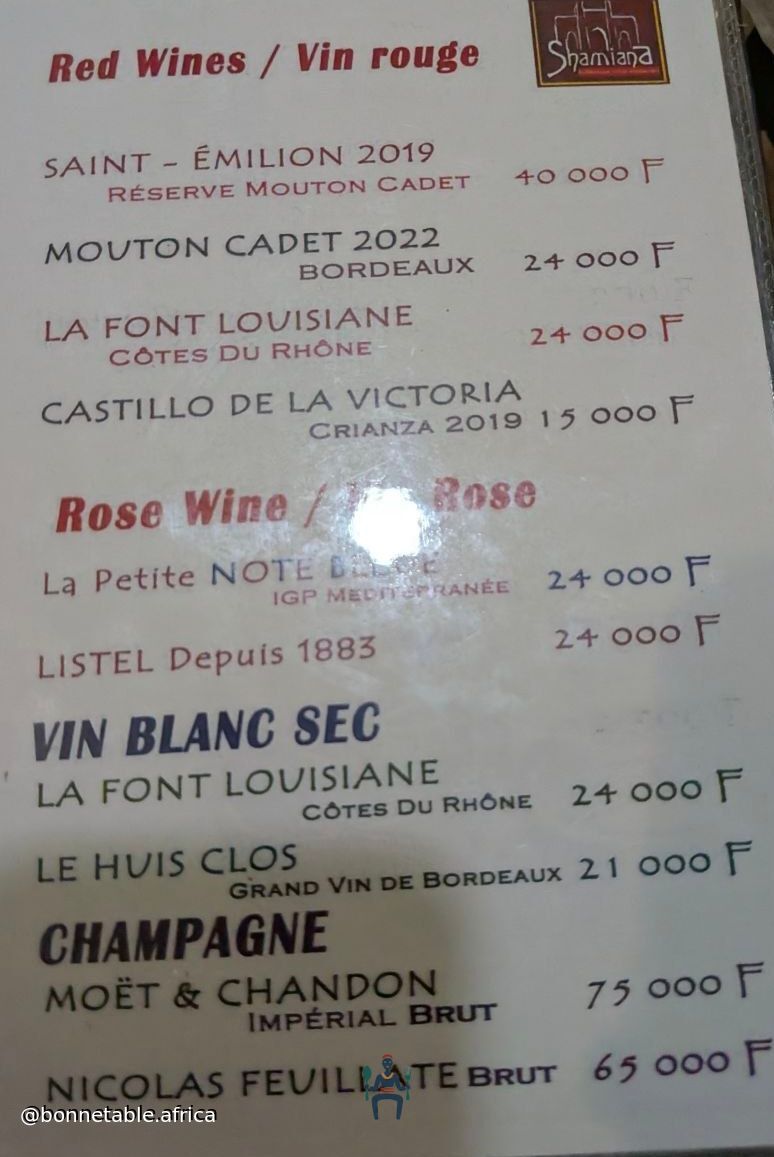 Shamiana
Red Wines / Vin rouge
SAINT – ÉMILION 2019
RÉSERVE MOUTON CADET 40 000 F
MOUTON CADET 2022
BORDEAUX 24 000 F
LA FONT LOUISIANE
CÔTES DU RHÔNE 24 000 F
CASTILLO DE LA VICTORIA
CRIANZA 2019 15 000 F
Rose Wine / Rose
La Petite NOTE
IGP MEDITERRANÉE 24 000 F
LISTEL Depuis 1883 24 000 F
VIN BLANC SEC
LA FONT LOUISIANE
CÔTES DU RHÔNE 24 000 F
LE HUIS CLOS
GRAND VIN DE BORDEAUX 21 000 F
CHAMPAGNE
MOËT & CHANDON
IMPÉRIAL BRUT 75 000 F
NICOLAS FEUILLATE BRUT 65 000 F
@bonnetable.africa